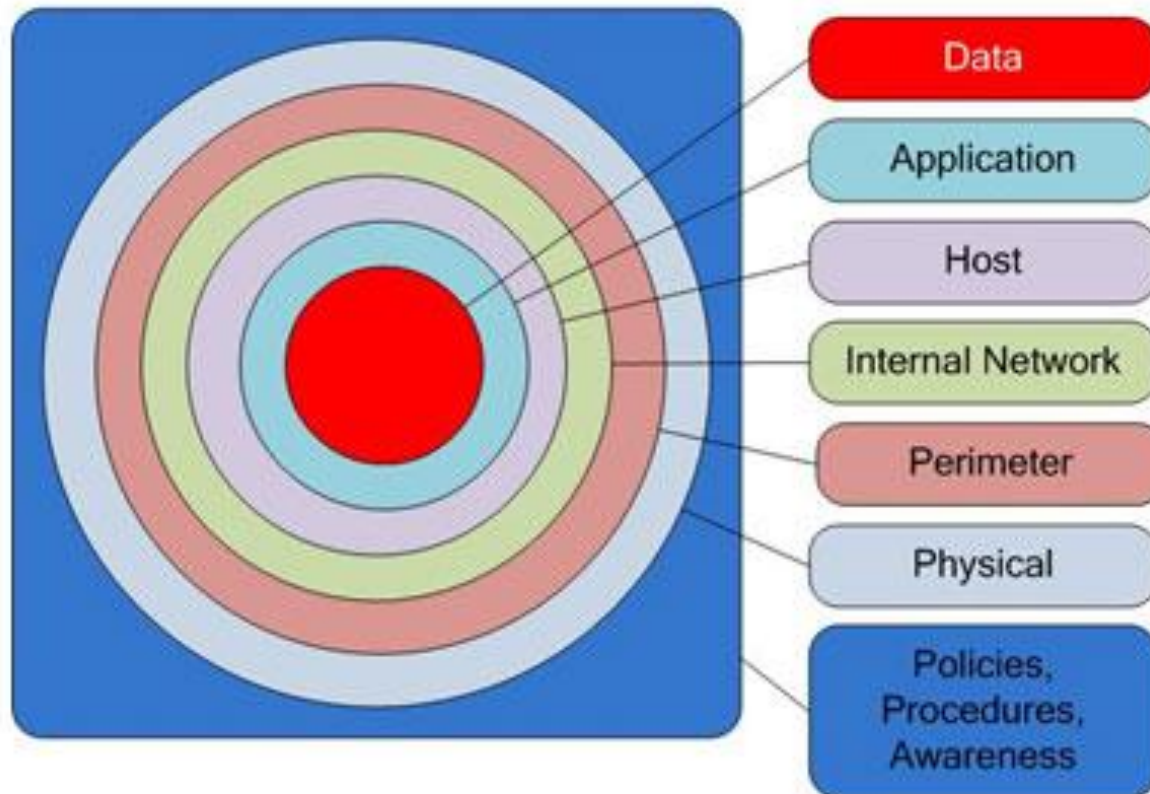 Data
Application
Host
Internal Network
Perimeter
Physical
Policies,
Procedures,
Awareness